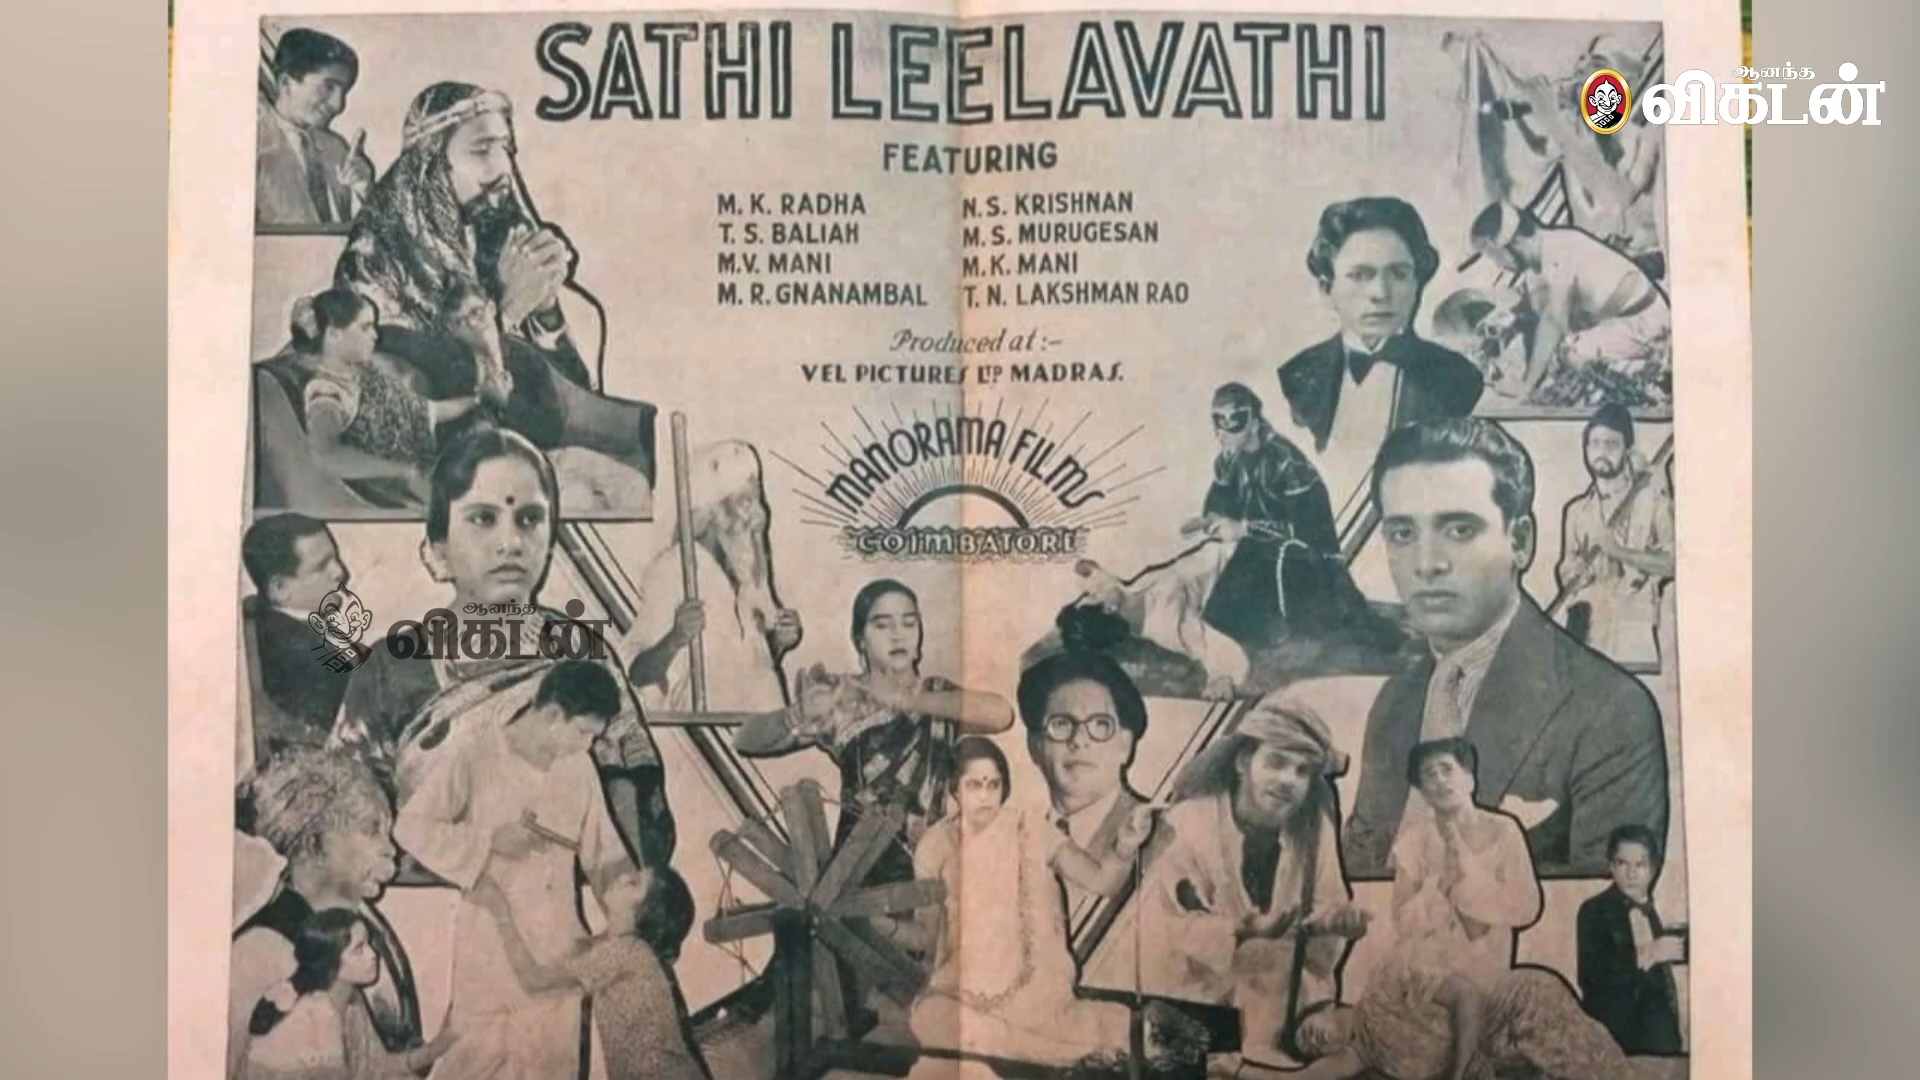 SATHI LEELAVATHI
ஆனந்த
விகடன்
FEATURING
M. K. RADHA
N. S. KRISHNAN
T. S. BALIAH
M. S. MURUGESAN
M.V. MANI
M. K. MANI
M. R. GNANAMBAL
T. N. LAKSHMAN RAO
Produced at :-
VEL PICTURES LTD MADRAS.
MANORAMA FILMS
COIMBATORE
ஆனந்த
விகடன்